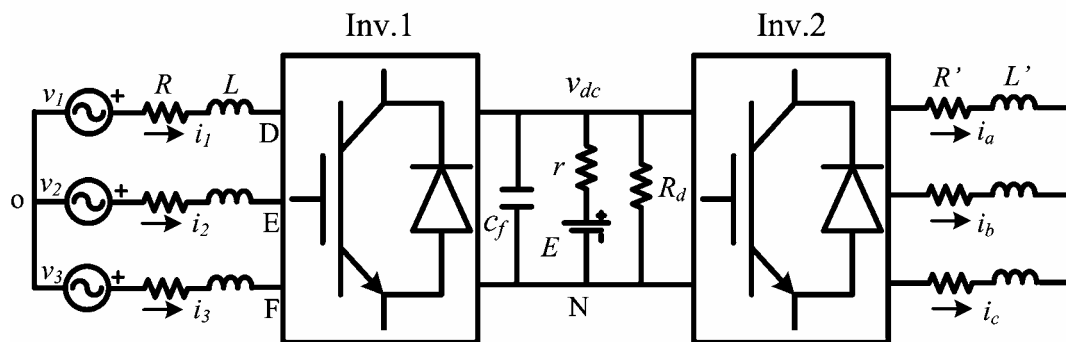 Inv.1
Inv.2
v1
+
R
L
i1
D
v2
+
i2
E
o
v3
+
i3
F
vdc
cf
r
E
+
Rd
N
R’
L’
ia
ib
ic